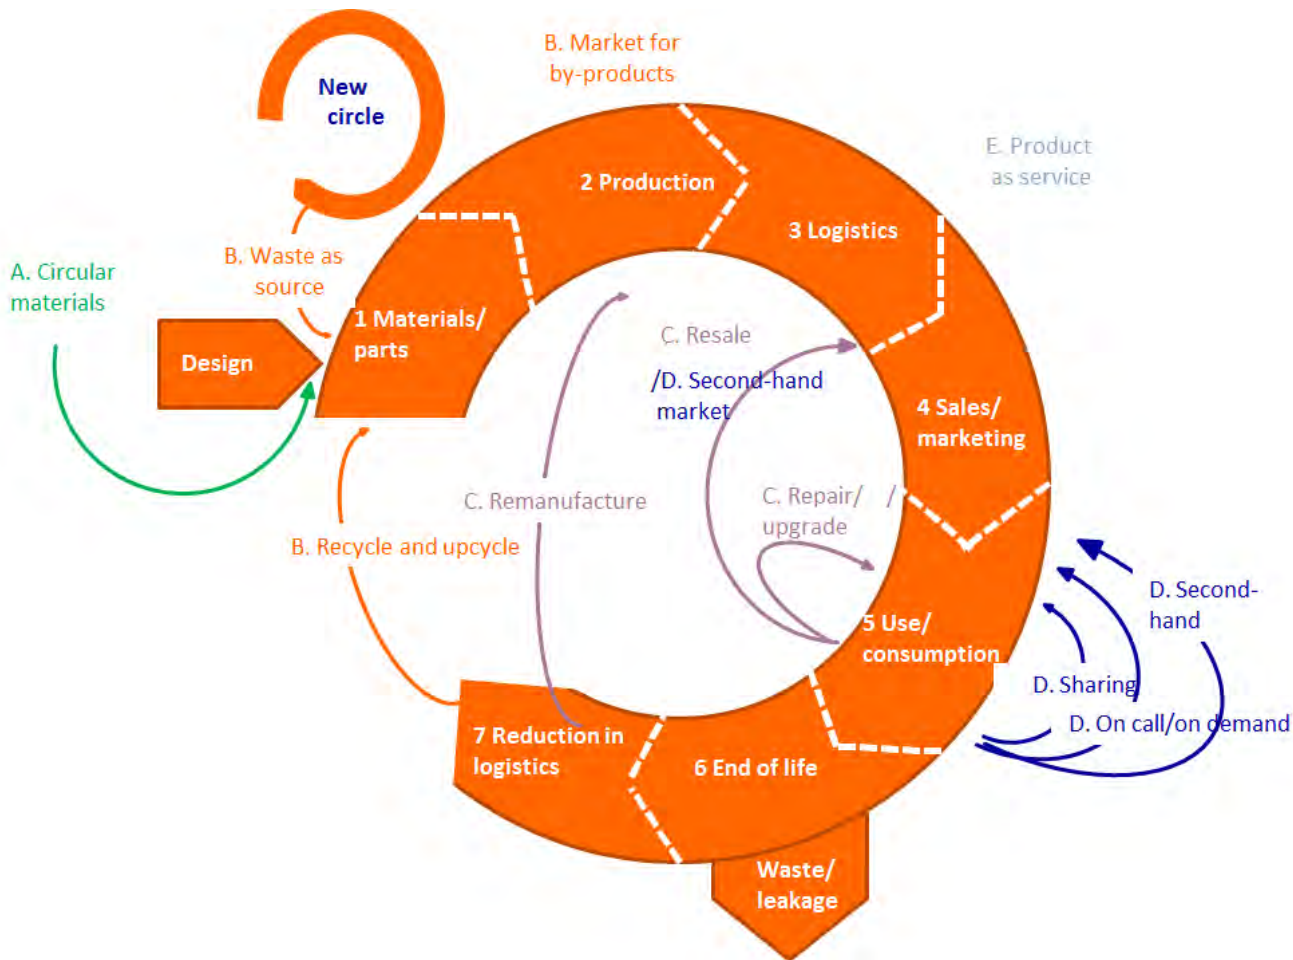 B. Market for
by-products
New
circle
E. Product
as service
2 Production
3 Logistics
B. Waste as
source
A. Circular
materials
1 Materials/
parts
Design
C. Resale
/D. Second-hand
market
4 Sales/
marketing
C. Remanufacture
C. Repair/ /
upgrade
B. Recycle and upcycle
D. Second-
hand
5 Use/
consumption
D. Sharing
D. On call/on demand
7 Reduction in
logistics
6 End of life
Waste/
leakage